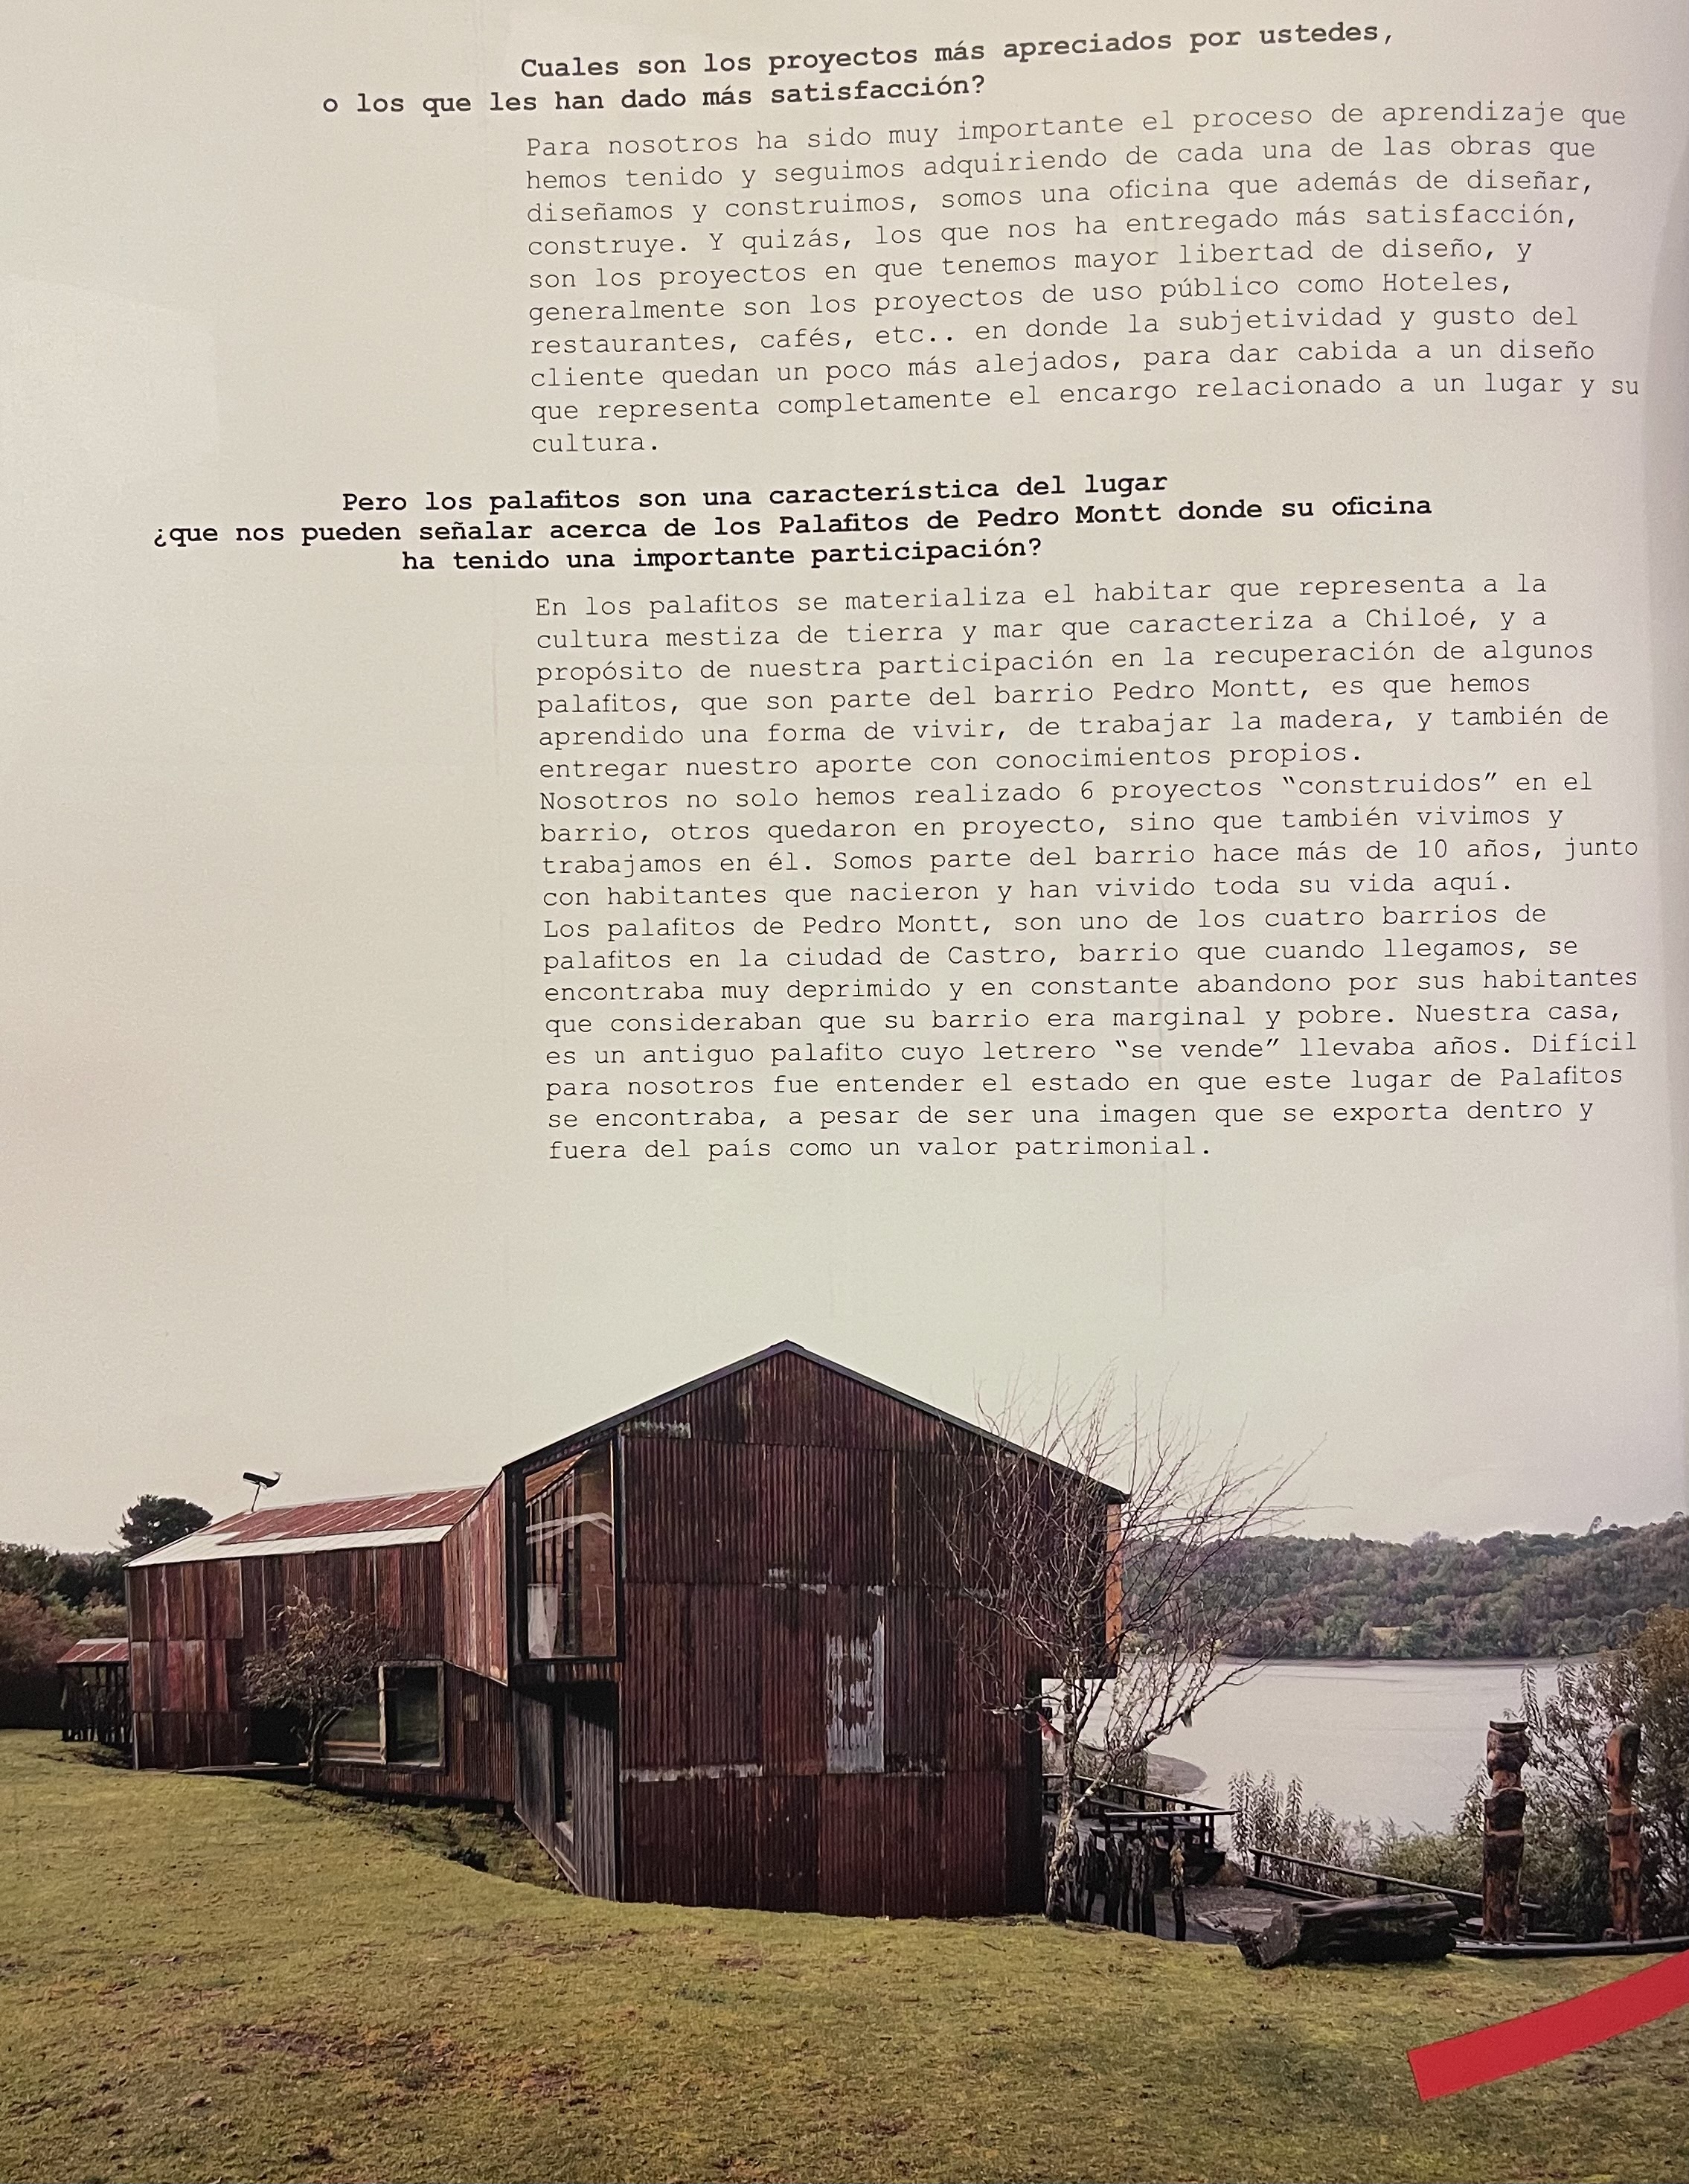 Cuales son los proyectos más apreciados por ustedes,
o los que les han dado más satisfacción?
Para nosotros ha sido muy importante el proceso de aprendizaje que
hemos tenido y seguimos adquiriendo de cada una de las obras que
diseñamos y construimos, somos una oficina que además de diseñar,
construye. Y quizás, los que nos ha entregado más satisfacción,
son los proyectos en que tenemos mayor libertad de diseño, y
generalmente son los proyectos de uso público como Hoteles,
restaurantes, cafés, etc.. en donde la subjetividad y gusto del
cliente quedan un poco más alejados, para dar cabida a un diseño
que representa completamente el encargo relacionado a un lugar y su
cultura.
Pero los palafitos son una característica del lugar
¿que nos pueden señalar acerca de los Palafitos de Pedro Montt donde su oficina
ha tenido una importante participación?
En los palafitos se materializa el habitar que representa a la
cultura mestiza de tierra y mar que caracteriza a Chiloé, y a
propósito de nuestra participación en la recuperación de algunos
palafitos, que son parte del barrio Pedro Montt, es que hemos
aprendido una forma de vivir, de trabajar la madera, y también de
entregar nuestro aporte con conocimientos propios.
Nosotros no solo hemos realizado 6 proyectos “construidos” en el
barrio, otros quedaron en proyecto, sino que también vivimos y
trabajamos en él. Somos parte del barrio hace más de 10 años, junto
con habitantes que nacieron y han vivido toda su vida aquí.
Los palafitos de Pedro Montt, son uno de los cuatro barrios de
palafitos en la ciudad de Castro, barrio que cuando llegamos, se
encontraba muy deprimido y en constante abandono por sus habitantes
que consideraban que su barrio era marginal y pobre. Nuestra casa,
es un antiguo palafito cuyo letrero “se vende” llevaba años. Difícil
para nosotros fue entender el estado en que este lugar de Palafitos
se encontraba, a pesar de ser una imagen que se exporta dentro y
fuera del país como un valor patrimonial.